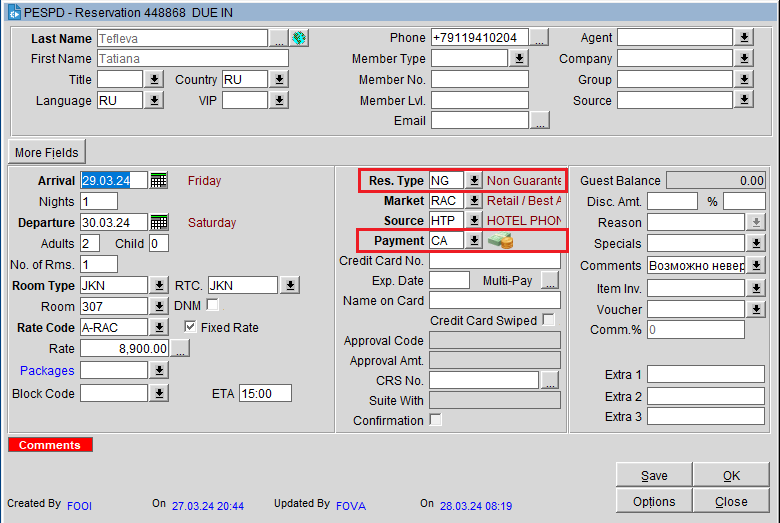 PESPD - Reservation 448868 DUE IN
Last Name Tefleva ... Phone +79119410204 ... Agent
First Name Tatiana Member Type Company
Title Country RU Member No. Group
Language RU VIP Member Lvl. Source
Email ...
More Fields
Arrival 29.03.24 Friday Res. Type NG Non Guarante Guest Balance 0.00
Nights 1 Market RAC Retail / Best A Disc. Amt. %
Departure 30.03.24 Saturday Source HTP HOTEL PHON Reason
Adults 2 Child 0 Payment CA Specials
No. of Rms. 1 Credit Card No. Comments Возможно невер
Room Type JKN RTC. JKN Exp. Date Multi-Pay ... Item Inv.
Room 307 DNM Name on Card Voucher
Rate Code A-RAC Fixed Rate Credit Card Swiped Comm.% 0
Rate 8,900.00 ... Approval Code
Packages Approval Amt.
Block Code ETA 15:00 CRS No. ... Extra 1
Suite With Extra 2
Confirmation Extra 3
Comments
Save OK
Created By FOOI On 27.03.24 20:44 Updated By FOVA On 28.03.24 08:19 Options Close